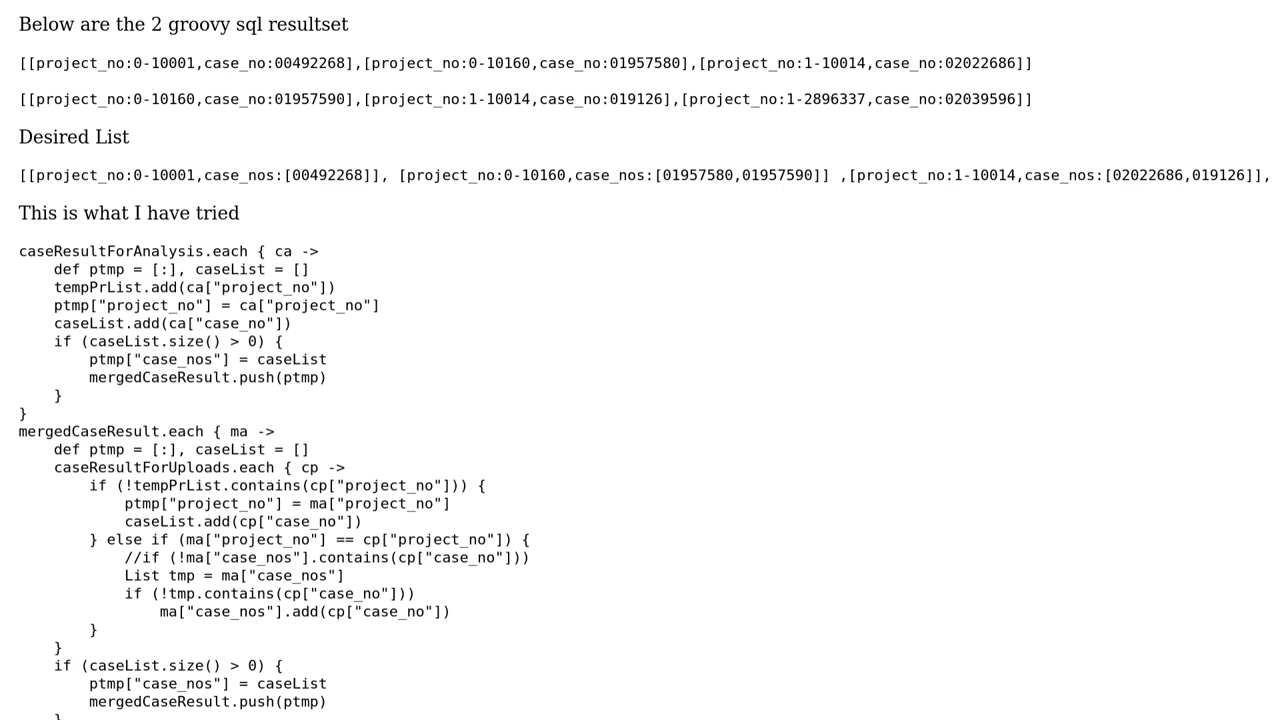 Below are the 2 groovy sql resultset
[[project_no:0-10001,case_no:00492268],[project_no:0-10160,case_no:01957580],[project_no:1-10014,case_no:02022686]]
[[project_no:0-10160,case_no:01957590],[project_no:1-10014,case_no:019126],[project_no:1-2896337,case_no:02039596]]
Desired List
[[project_no:0-10001,case_nos:[00492268]], [project_no:0-10160,case_nos:[01957580,01957590]] ,[project_no:1-10014,case_nos:[02022686,019126]],
This is what I have tried
caseResultForAnalysis.each { ca ->
    def ptmp = [:], caseList = []
    tempPrList.add(ca["project_no"])
    ptmp["project_no"] = ca["project_no"]
    caseList.add(ca["case_no"])
    if (caseList.size() > 0) {
        ptmp["case_nos"] = caseList
        mergedCaseResult.push(ptmp)
    }
}
mergedCaseResult.each { ma ->
    def ptmp = [:], caseList = []
    caseResultForUploads.each { cp ->
        if (!tempPrList.contains(cp["project_no"])) {
            ptmp["project_no"] = ma["project_no"]
            caseList.add(cp["case_no"])
        } else if (ma["project_no"] == cp["project_no"]) {
            //if (!ma["case_nos"].contains(cp["case_no"]))
            List tmp = ma["case_nos"]
            if (!tmp.contains(cp["case_no"]))
                ma["case_nos"].add(cp["case_no"])
        }
    }
    if (caseList.size() > 0) {
        ptmp["case_nos"] = caseList
        mergedCaseResult.push(ptmp)
    }